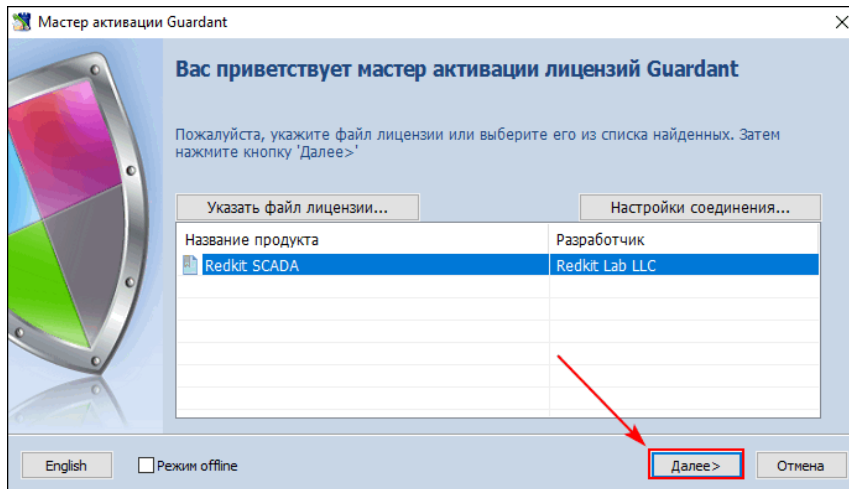 Мастер активации Guardant
Вас приветствует мастер активации лицензий Guardant
Пожалуйста, укажите файл лицензии или выберите его из списка найденных. Затем
нажмите кнопку 'Далее>'
Указать файл лицензии... Настройки соединения...
Название продукта Разработчик
Redkit SCADA Redkit Lab LLC
English Режим offline Далее> Отмена